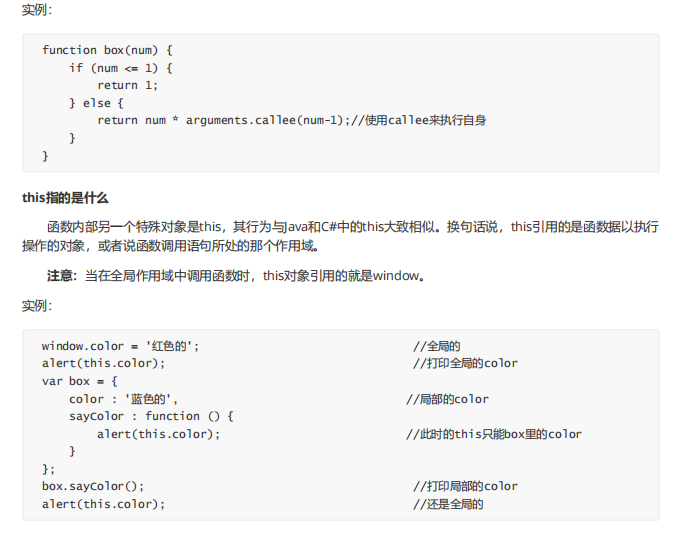 实例：
function box(num) {
    if (num <= 1) {
        return 1;
    } else {
        return num * arguments.callee(num-1);//使用callee来执行自身
    }
}
this指的是什么
函数内部另一个特殊对象是this，其行为与Java和C#中的this大致相似。换句话说，this引用的是函数据以执行
操作的对象，或者说函数调用语句所处的那个作用域。
注意：当在全局作用域中调用函数时，this对象引用的就是window。
实例：
window.color = '红色的'; //全局的
alert(this.color); //打印全局的color
var box = {
    color : '蓝色的', //局部的color
    sayColor : function () {
        alert(this.color); //此时的this只能box里的color
    }
};
box.sayColor(); //打印局部的color
alert(this.color); //还是全局的